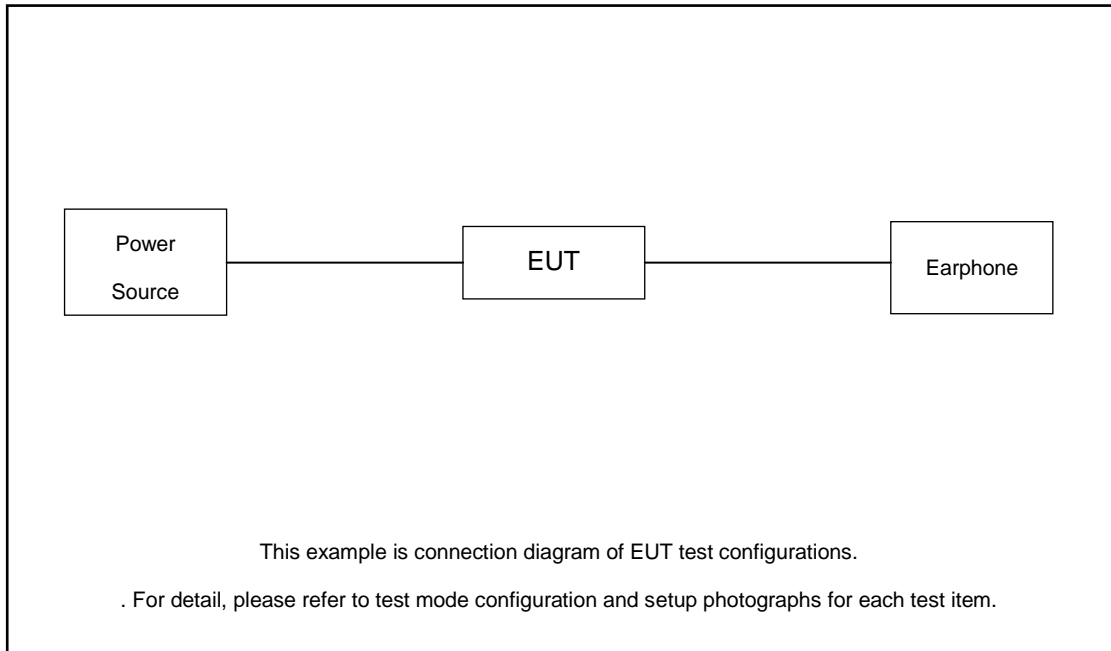 Power
Source
EUT
Earphone
This example is connection diagram of EUT test configurations.
. For detail, please refer to test mode configuration and setup photographs for each test item.